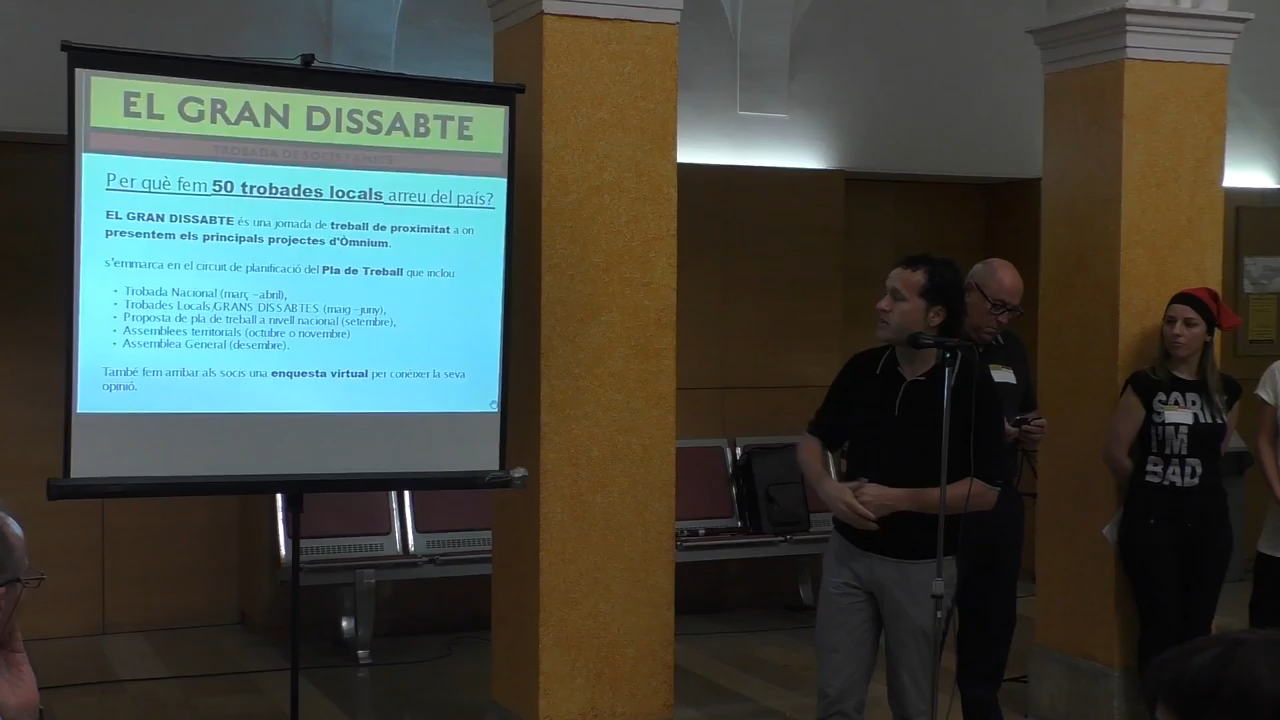 EL GRAN DISSABTE
TROBADA DE SOCIS I AMICS
Per què fem 50 trobades locals arreu del país?
EL GRAN DISSABTE és una jornada de treball de proximitat a on
presentem els principals projectes d'Òmnium.
s'emmarca en el circuit de planificació del Pla de Treball que inclou
• Trobada Nacional (març –abril),
• Trobades Locals,GRANS DISSABTES (maig –juny),
• Proposta de pla de treball a nivell nacional (setembre),
• Assemblees territorials (octubre o novembre)
• Assemblea General (desembre).
També fem arribar als socis una enquesta virtual per conèixer la seva
opinió.
I'M
BAD